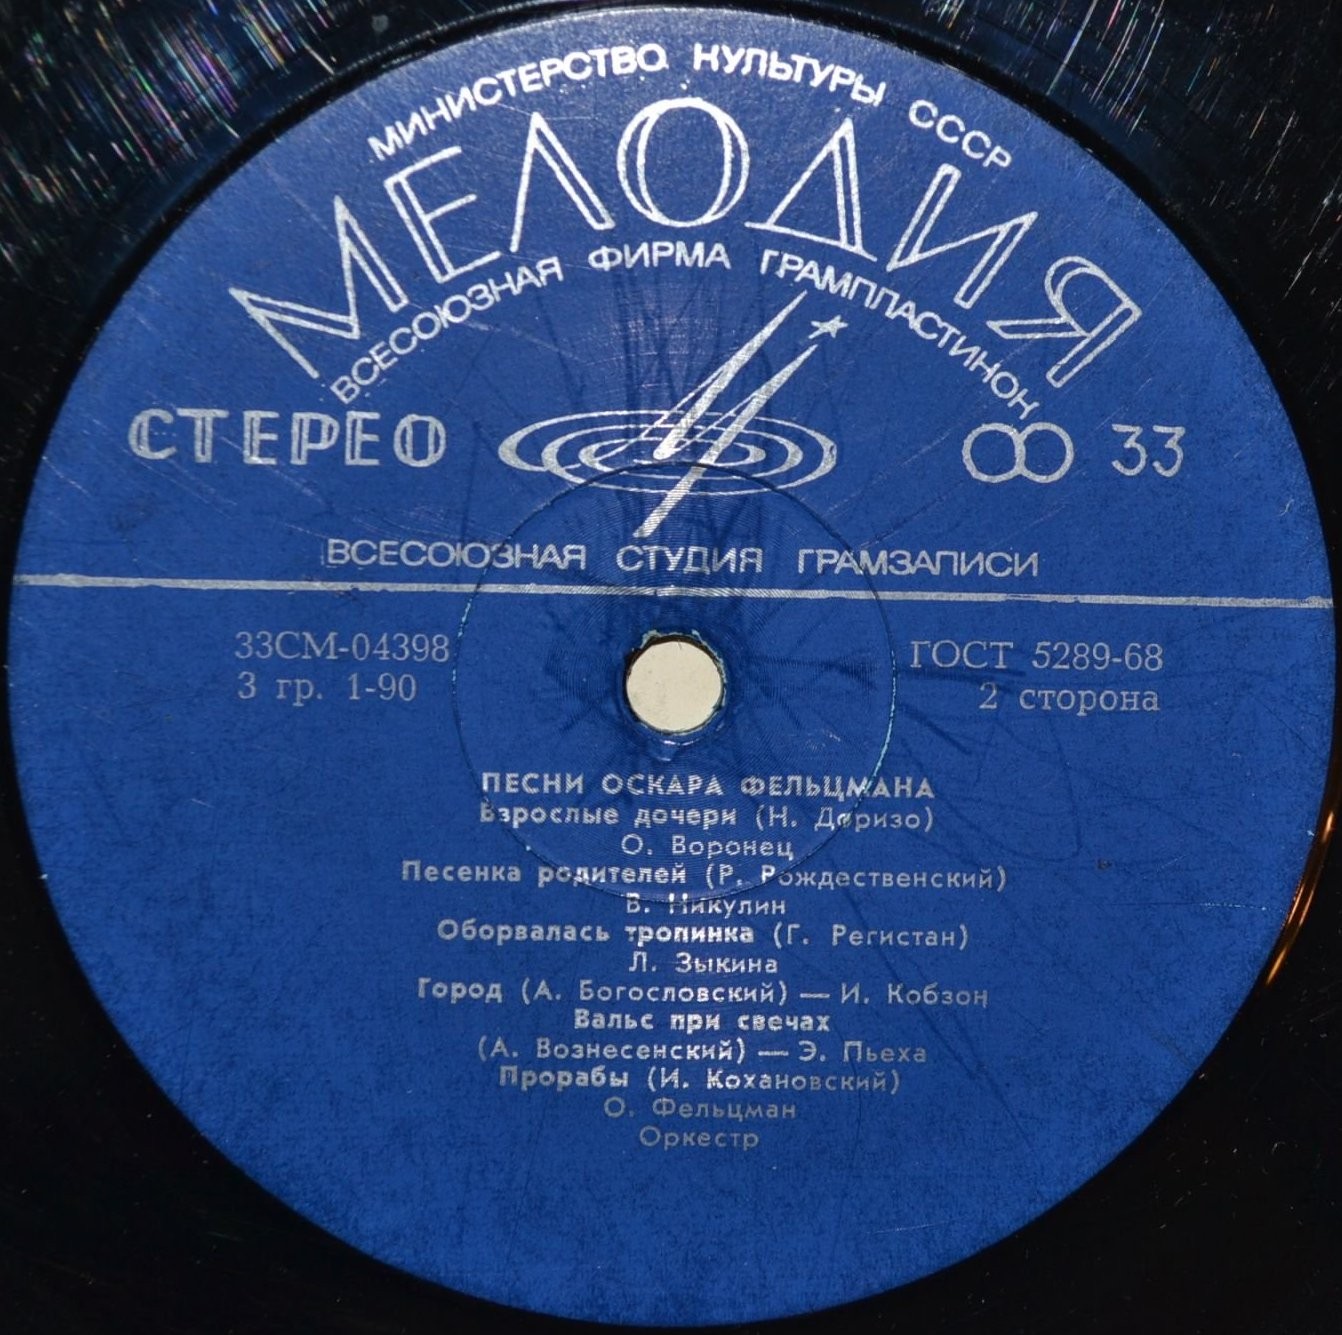 МИНИСТЕРСТВО КУЛЬТУРЫ СССР
МЕЛОДИЯ
ВСЕСОЮЗНАЯ ФИРМА ГРАМПЛАСТИНОК
СТЕРЕО
33
ВСЕСОЮЗНАЯ СТУДИЯ ГРАМЗАПИСИ
33СМ-04398
3 гр. 1-90
ГОСТ 5289-68
2 сторона
ПЕСНИ ОСКАРА ФЕЛЬЦМАНА
Взрослые дочери (Н. Доризо)
О. Воронец
Песенка родителей (Р. Рождественский)
В. Никулин
Оборвалась тропинка (Г. Регистан)
Л. Зыкина
Город (А. Богословский) — И. Кобзон
Вальс при свечах
(А. Вознесенский) — Э. Пьеха
Прорабы (И. Кохановский)
О. Фельцман
Оркестр